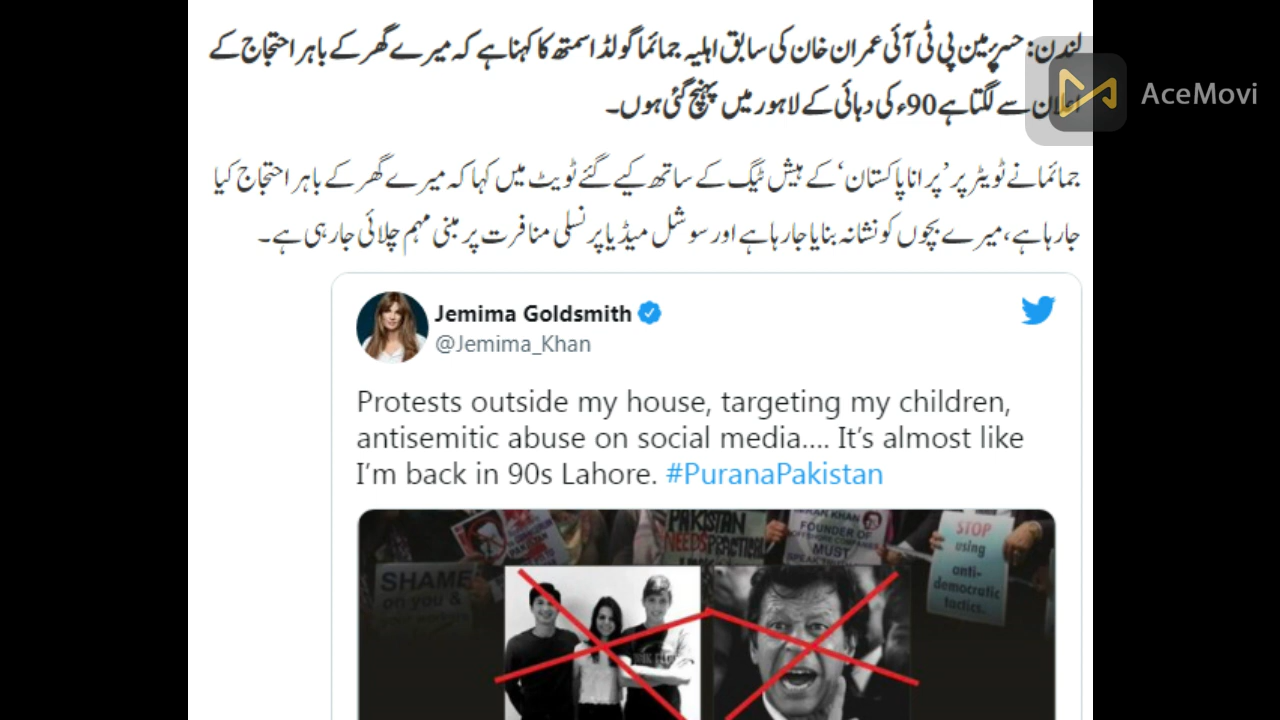 لندن: چیئرمین پی ٹی آئی عمران خان کی سابق اہلیہ جمائما گولڈ اسمتھ کا کہنا ہے کہ میرے گھر کے باہر احتجاج کے
اعلان سے لگتا ہے 90ء کی دہائی کے لاہور میں پہنچ گئی ہوں۔
AceMovi
جمائما نے ٹویٹر پر ’پرانا پاکستان‘ کے ہیش ٹیگ کے ساتھ کیے گئے ٹویٹ میں کہا کہ میرے گھر کے باہر احتجاج کیا
جارہا ہے، میرے بچوں کو نشانہ بنایا جارہا ہے اور سوشل میڈیا پر نسلی منافرت پر مبنی مہم چلائی جارہی ہے۔
Jemima Goldsmith
@Jemima_Khan
Protests outside my house, targeting my children,
antisemitic abuse on social media.... It’s almost like
I’m back in 90s Lahore. #PuranaPakistan
PAKISTAN
NEEDS
KHAN
FOUNDER OF
MUST
STOP
using
anti-
democratic
tactics.
SHAME
on you &